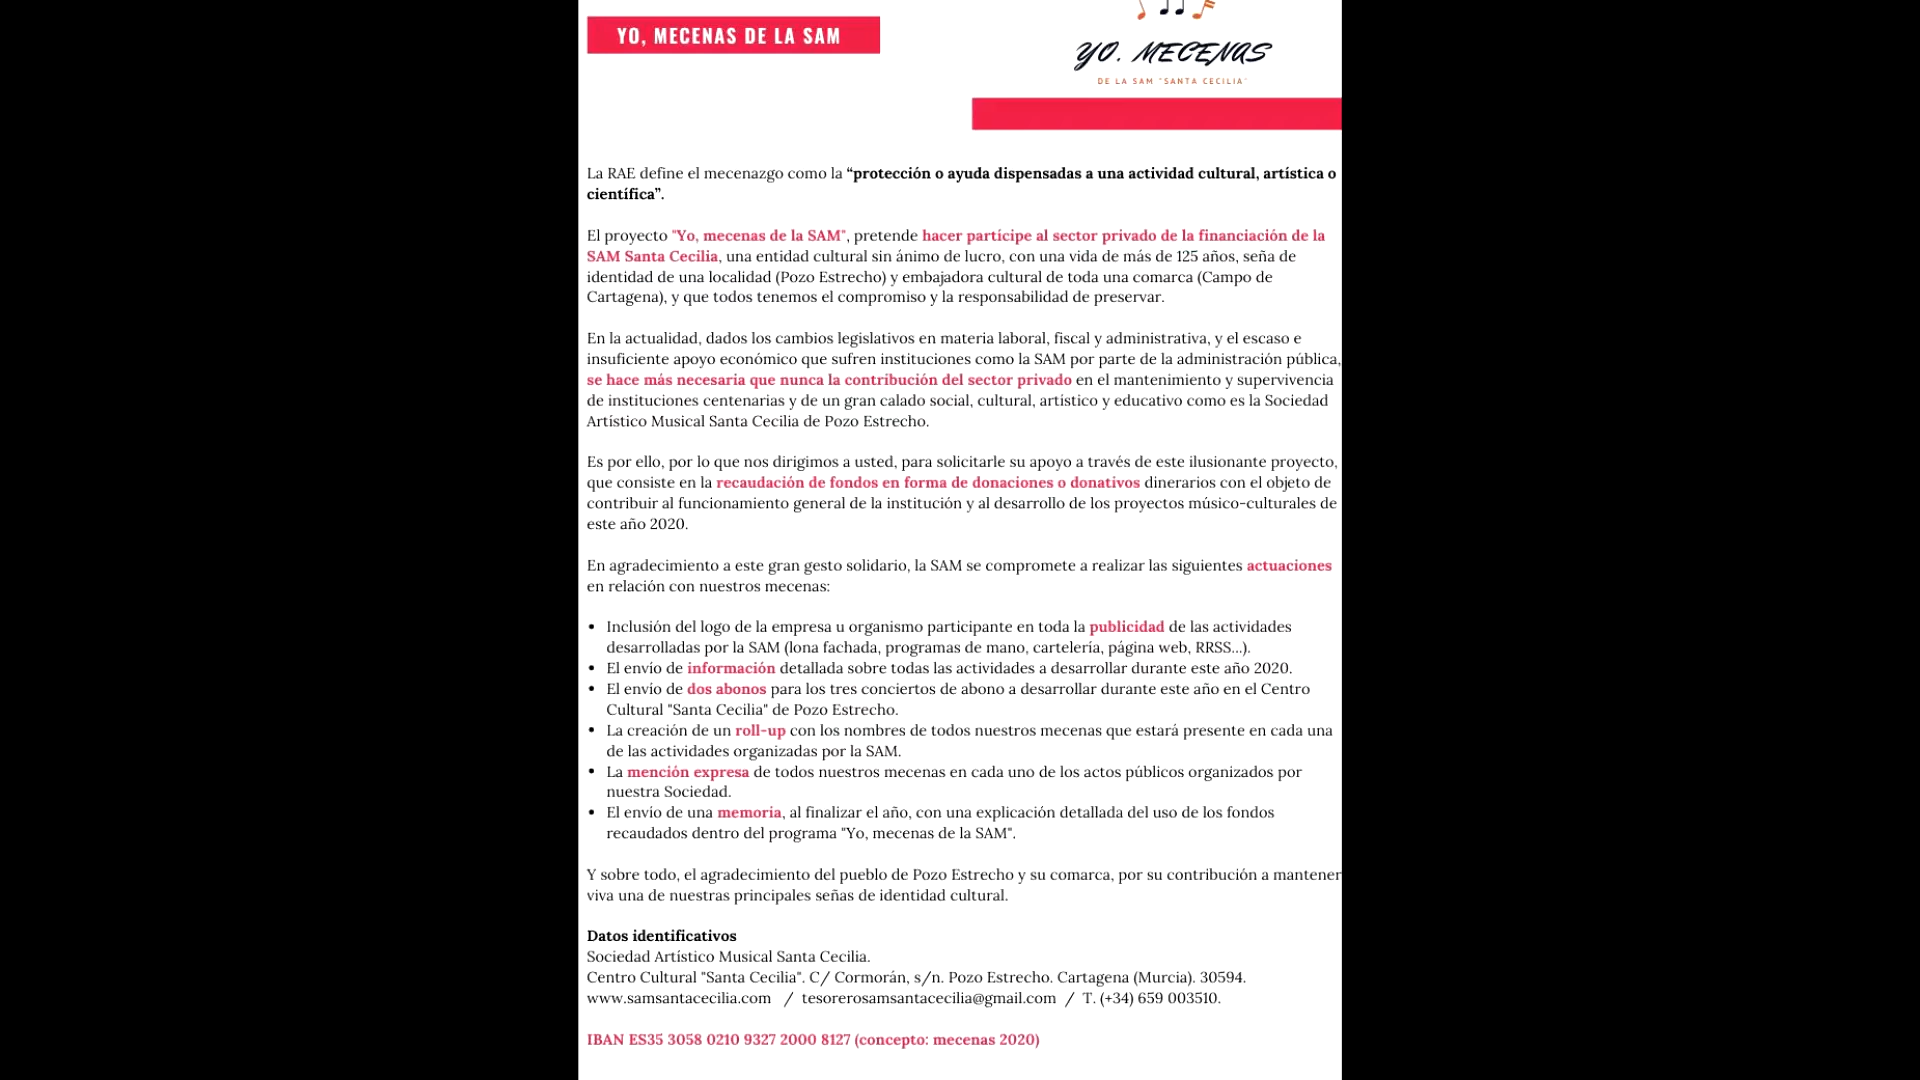 YO, MECENAS DE LA SAM
YO. MECENAS
DE LA SAM "SANTA CECILIA"
La RAE define el mecenazgo como la “protección o ayuda dispensadas a una actividad cultural, artística o
científica”.
El proyecto "Yo, mecenas de la SAM", pretende hacer partícipe al sector privado de la financiación de la
SAM Santa Cecilia, una entidad cultural sin ánimo de lucro, con una vida de más de 125 años, seña de
identidad de una localidad (Pozo Estrecho) y embajadora cultural de toda una comarca (Campo de
Cartagena), y que todos tenemos el compromiso y la responsabilidad de preservar.
En la actualidad, dados los cambios legislativos en materia laboral, fiscal y administrativa, y el escaso e
insuficiente apoyo económico que sufren instituciones como la SAM por parte de la administración pública,
se hace más necesaria que nunca la contribución del sector privado en el mantenimiento y supervivencia
de instituciones centenarias y de un gran calado social, cultural, artístico y educativo como es la Sociedad
Artístico Musical Santa Cecilia de Pozo Estrecho.
Es por ello, por lo que nos dirigimos a usted, para solicitarle su apoyo a través de este ilusionante proyecto,
que consiste en la recaudación de fondos en forma de donaciones o donativos dinerarios con el objeto de
contribuir al funcionamiento general de la institución y al desarrollo de los proyectos músico-culturales de
este año 2020.
En agradecimiento a este gran gesto solidario, la SAM se compromete a realizar las siguientes actuaciones
en relación con nuestros mecenas:
• Inclusión del logo de la empresa u organismo participante en toda la publicidad de las actividades
desarrolladas por la SAM (lona fachada, programas de mano, cartelería, página web, RRSS...).
• El envío de información detallada sobre todas las actividades a desarrollar durante este año 2020.
• El envío de dos abonos para los tres conciertos de abono a desarrollar durante este año en el Centro
Cultural "Santa Cecilia" de Pozo Estrecho.
• La creación de un roll-up con los nombres de todos nuestros mecenas que estará presente en cada una
de las actividades organizadas por la SAM.
• La mención expresa de todos nuestros mecenas en cada uno de los actos públicos organizados por
nuestra Sociedad.
• El envío de una memoria, al finalizar el año, con una explicación detallada del uso de los fondos
recaudados dentro del programa "Yo, mecenas de la SAM".
Y sobre todo, el agradecimiento del pueblo de Pozo Estrecho y su comarca, por su contribución a mantener
viva una de nuestras principales señas de identidad cultural.
Datos identificativos
Sociedad Artístico Musical Santa Cecilia.
Centro Cultural "Santa Cecilia". C/ Cormorán, s/n. Pozo Estrecho. Cartagena (Murcia). 30594.
www.samsantacecilia.com / tesorerosamsantacecilia@gmail.com / T. (+34) 659 003510.
IBAN ES35 3058 0210 9327 2000 8127 (concepto: mecenas 2020)